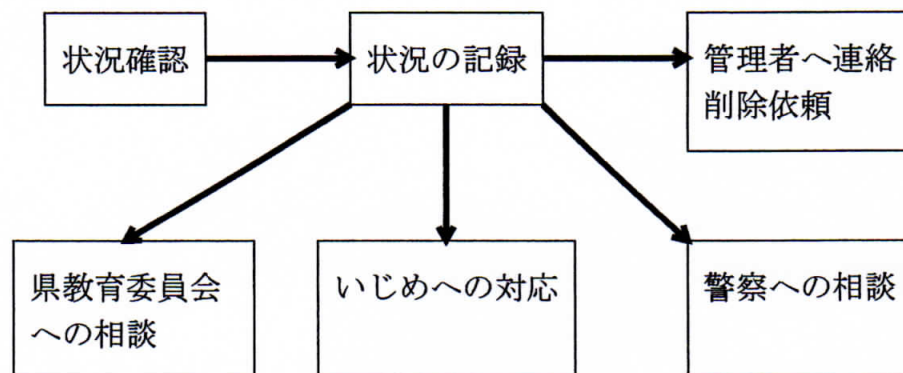 状況確認
状況の記録
管理者へ連絡
削除依頼
県教育委員会
への相談
いじめへの対応
警察への相談